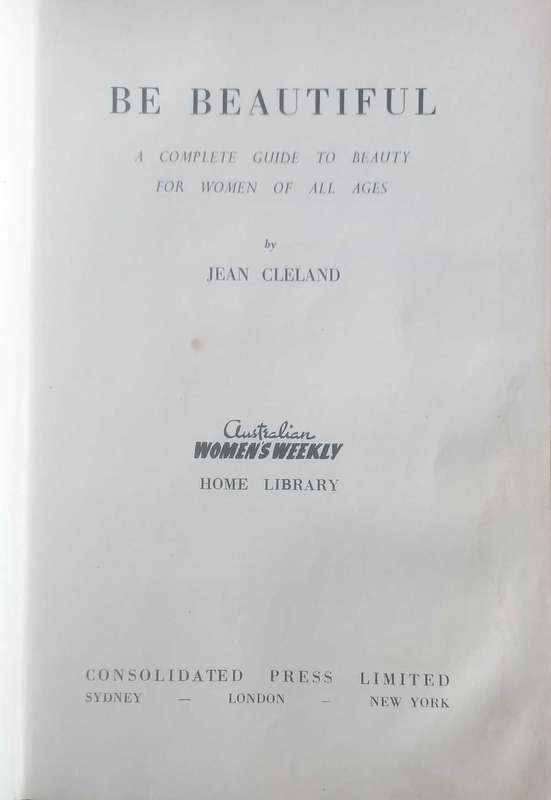 BE BEAUTIFUL
A COMPLETE GUIDE TO BEAUTY
FOR WOMEN OF ALL AGES
by
JEAN CLELAND
Australian
WOMEN'S WEEKLY
HOME LIBRARY
CONSOLIDATED PRESS LIMITED
SYDNEY — LONDON — NEW YORK